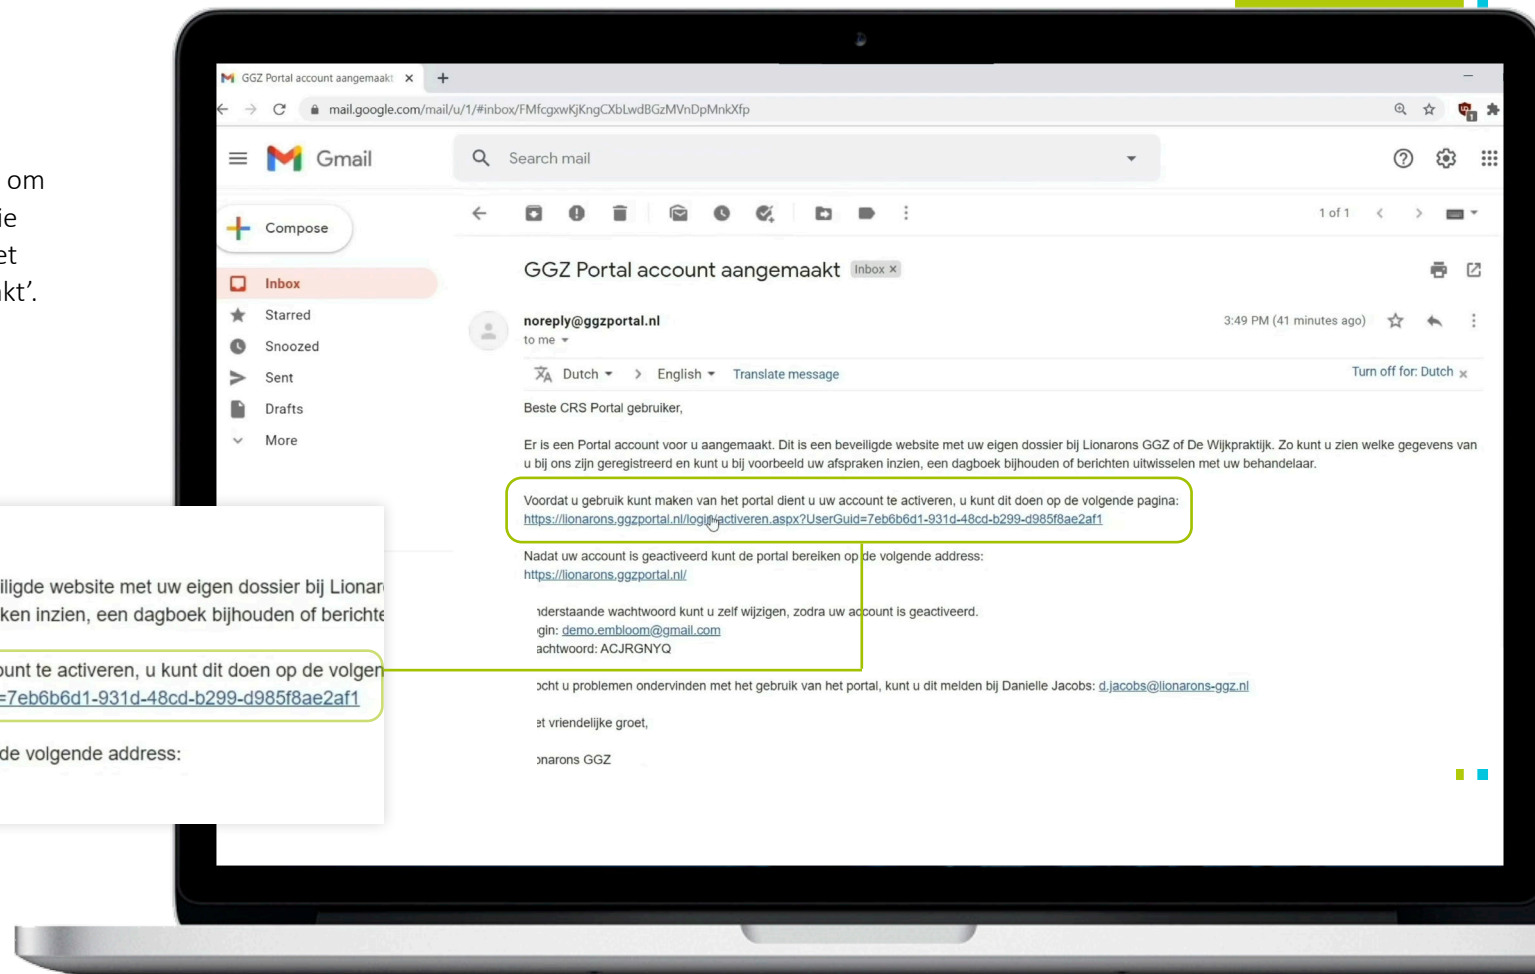 om
ie
et
kt’.
GGZ Portal account aangemaakt
mail.google.com/mail/u/1/#inbox/FMfcgxwKjKngCXbLwdBGzMVnDpMnkXfp
Gmail
Search mail
Compose
1 of 1
Inbox
Starred
Snoozed
Sent
Drafts
More
GGZ Portal account aangemaakt Inbox ×
noreply@ggzportal.nl
3:49 PM (41 minutes ago)
to me
Dutch > English Translate message
Turn off for: Dutch ×
Beste CRS Portal gebruiker,
Er is een Portal account voor u aangemaakt. Dit is een beveiligde website met uw eigen dossier bij Lionarons GGZ of De Wijkpraktijk. Zo kunt u zien welke gegevens van
u bij ons zijn geregistreerd en kunt u bij voorbeeld uw afspraken inzien, een dagboek bijhouden of berichten uitwisselen met uw behandelaar.
Voordat u gebruik kunt maken van het portal dient u uw account te activeren, u kunt dit doen op de volgende pagina:
https://lionarons.ggzportal.nl/login/activeren.aspx?UserGuid=7eb6b6d1-931d-48cd-b299-d985f8ae2af1
Nadat uw account is geactiveerd kunt de portal bereiken op de volgende address:
https://lionarons.ggzportal.nl/
nderstaande wachtwoord kunt u zelf wijzigen, zodra uw account is geactiveerd.
gin: demo.embloom@gmail.com
achtwoord: ACJRGNYQ
ocht u problemen ondervinden met het gebruik van het portal, kunt u dit melden bij Danielle Jacobs: d.jacobs@lionarons-ggz.nl
et vriendelijke groet,
onarons GGZ
iligde website met uw eigen dossier bij Lionar
ken inzien, een dagboek bijhouden of berichte
ount te activeren, u kunt dit doen op de volgen
=7eb6b6d1-931d-48cd-b299-d985f8ae2af1
de volgende address: